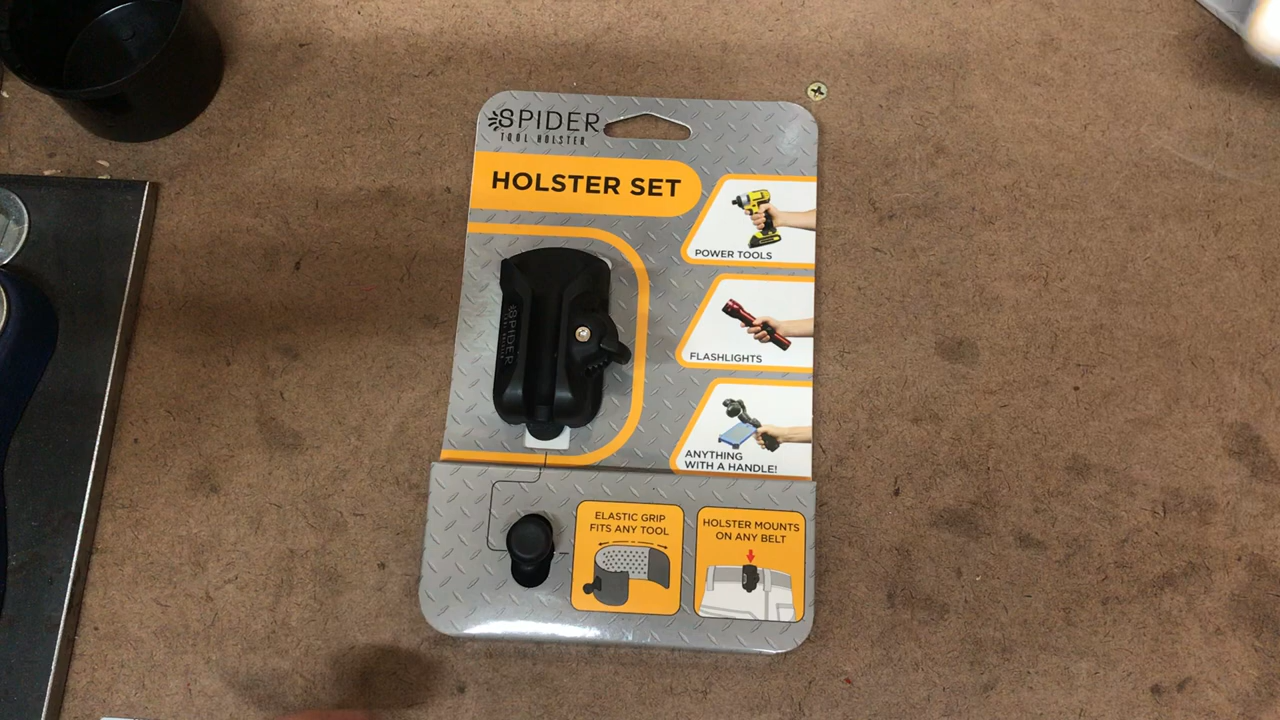 SPIDER
TOOL HOLSTER
HOLSTER SET
POWER TOOLS
SPIDER
FLASHLIGHTS
ANYTHING
WITH A HANDLE!
ELASTIC GRIP
FITS ANY TOOL
HOLSTER MOUNTS
ON ANY BELT